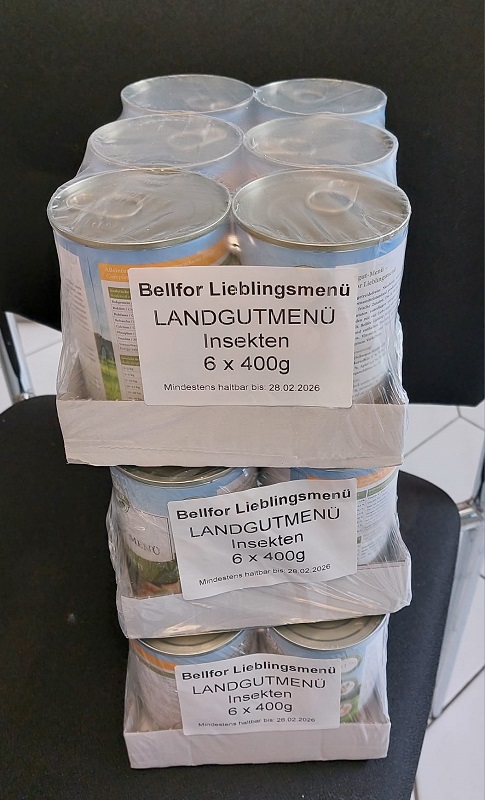 Bellfor Lieblingsmenü
LANDGUTMENÜ
Insekten
6 x 400g
Mindestens haltbar bis: 28.02.2026
MENÜ
Bellfor Lieblingsmenü
LANDGUTMENÜ
Insekten
6 x 400g
Mindestens haltbar bis: 28.02.2026
Bellfor Lieblingsmenü
LANDGUTMENÜ
Insekten
6 x 400g
Mindestens haltbar bis: 28.02.2026